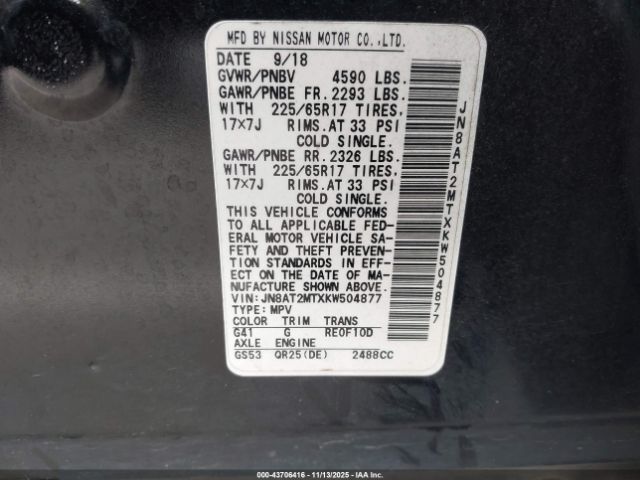 MFD BY NISSAN MOTOR CO.,LTD.
DATE 9/18
GVWR/PNBV 4590 LBS.
GAWR/PNBE FR. 2293 LBS.
WITH 225/65R17 TIRES,
17X7J RIMS.AT 33 PSI
COLD SINGLE.
GAWR/PNBE RR. 2326 LBS.
WITH 225/65R17 TIRES,
17X7J RIMS.AT 33 PSI
COLD SINGLE.
THIS VEHICLE CONFORMS
TO ALL APPLICABLE FED-
ERAL MOTOR VEHICLE SA-
FETY AND THEFT PREVENTION
STANDARDS IN EFF-
ECT ON THE DATE OF MA-
NUFACTURE SHOWN ABOVE.
VIN:JN8AT2MTXKW504877
TYPE:MPV
COLOR TRIM TRANS
G41 G RE0F10D
AXLE ENGINE
GS53 QR25(DE) 2488CC
JN8AT2MTXKW504877
000-43706416 | 11/13/2025 - IAA Corp.